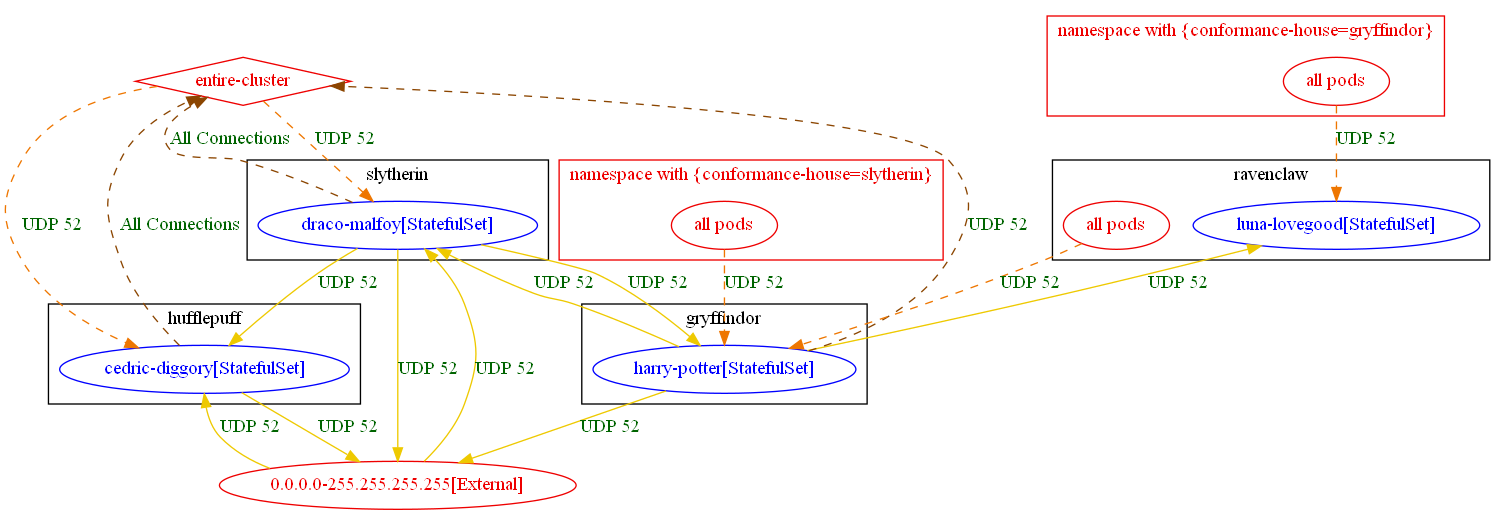 namespace with {conformance-house=gryffindor}
entire-cluster
all pods
All Connections
UDP 52
UDP 52
slytherin
namespace with {conformance-house=slytherin}
ravenclaw
UDP 52
All Connections
draco-malfoy[StatefulSet]
all pods
UDP 52
all pods
luna-lovegood[StatefulSet]
UDP 52
UDP 52
UDP 52
UDP 52
UDP 52
UDP 52
hufflepuff
gryffindor
cedric-diggory[StatefulSet]
UDP 52
UDP 52
harry-potter[StatefulSet]
UDP 52
UDP 52
UDP 52
0.0.0.0-255.255.255.255[External]